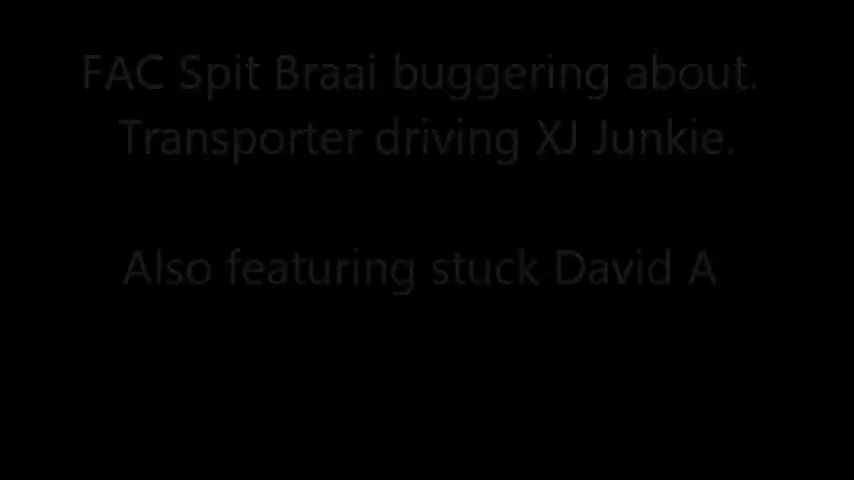 FAC Spit Braai buggering about.
Transporter driving XJ Junkie.
Also featuring stuck David A